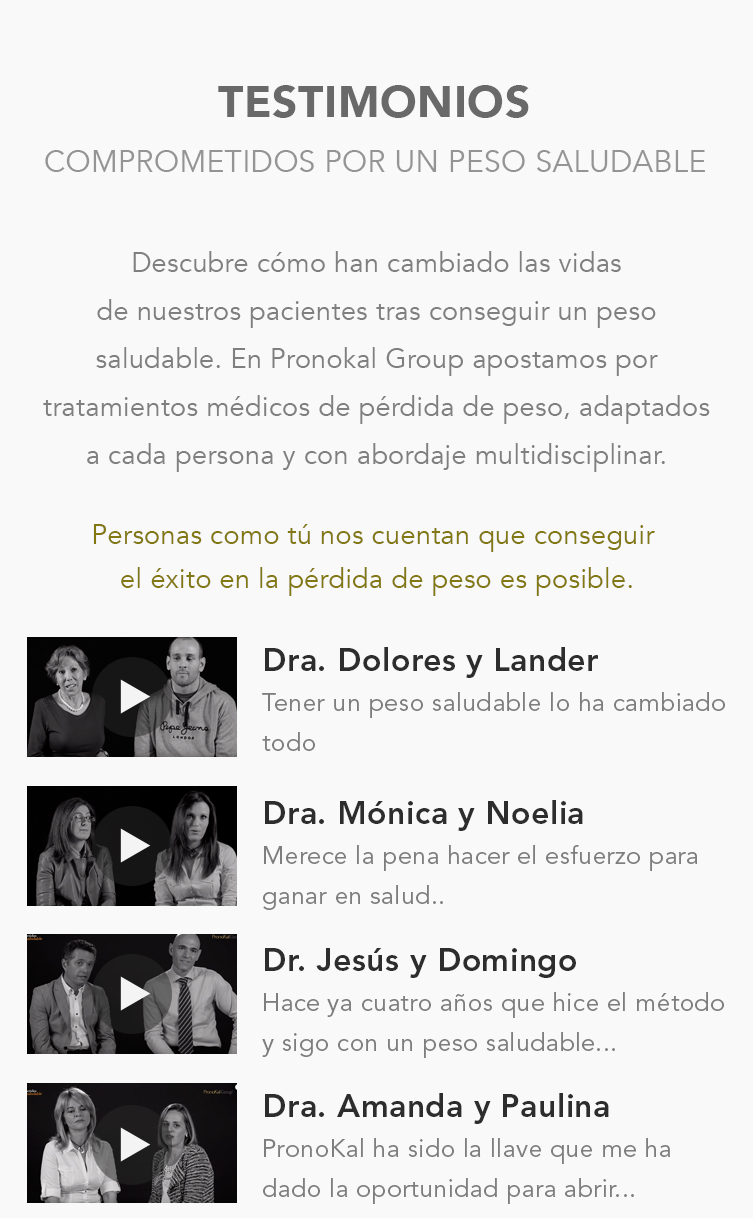 TESTIMONIOS
COMPROMETIDOS POR UN PESO SALUDABLE
Descubre cómo han cambiado las vidas
de nuestros pacientes tras conseguir un peso
saludable. En Pronokal Group apostamos por
tratamientos médicos de pérdida de peso, adaptados
a cada persona y con abordaje multidisciplinar.
Personas como tú nos cuentan que conseguir
el éxito en la pérdida de peso es posible.
Pepe Jeans
LONDON
Dra. Dolores y Lander
Tener un peso saludable lo ha cambiado
todo
Dra. Mónica y Noelia
Merece la pena hacer el esfuerzo para
ganar en salud..
PronoKal
Dr. Jesús y Domingo
Hace ya cuatro años que hice el método
y sigo con un peso saludable...
PronoKalGroup
Dra. Amanda y Paulina
PronoKal ha sido la llave que me ha
dado la oportunidad para abrir...